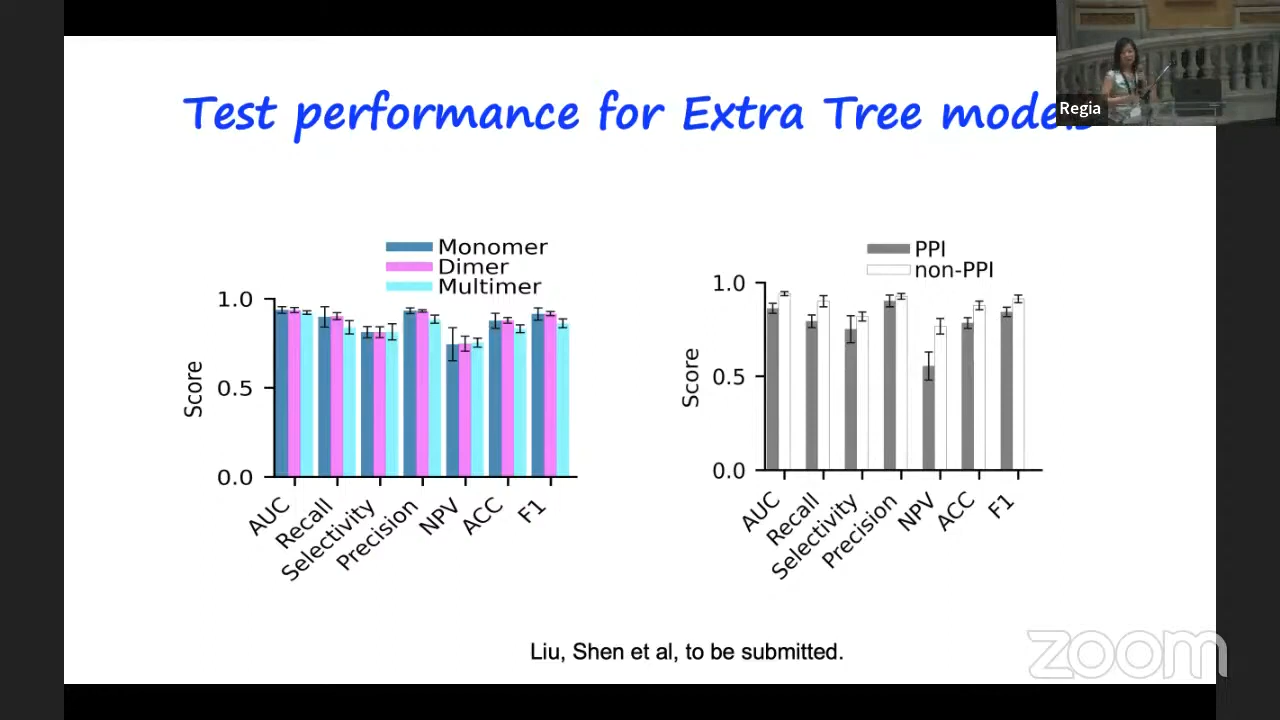 Regia
Test performance for Extra Tree models
Monomer
Dimer
Multimer
1.0
0.5
0.0
Score
AUC
Recall
Selectivity
Precision
NPV
ACC
F1
PPI
non-PPI
1.0
0.5
0.0
Score
AUC
Recall
Selectivity
Precision
NPV
ACC
F1
Liu, Shen et al, to be submitted.
zoom